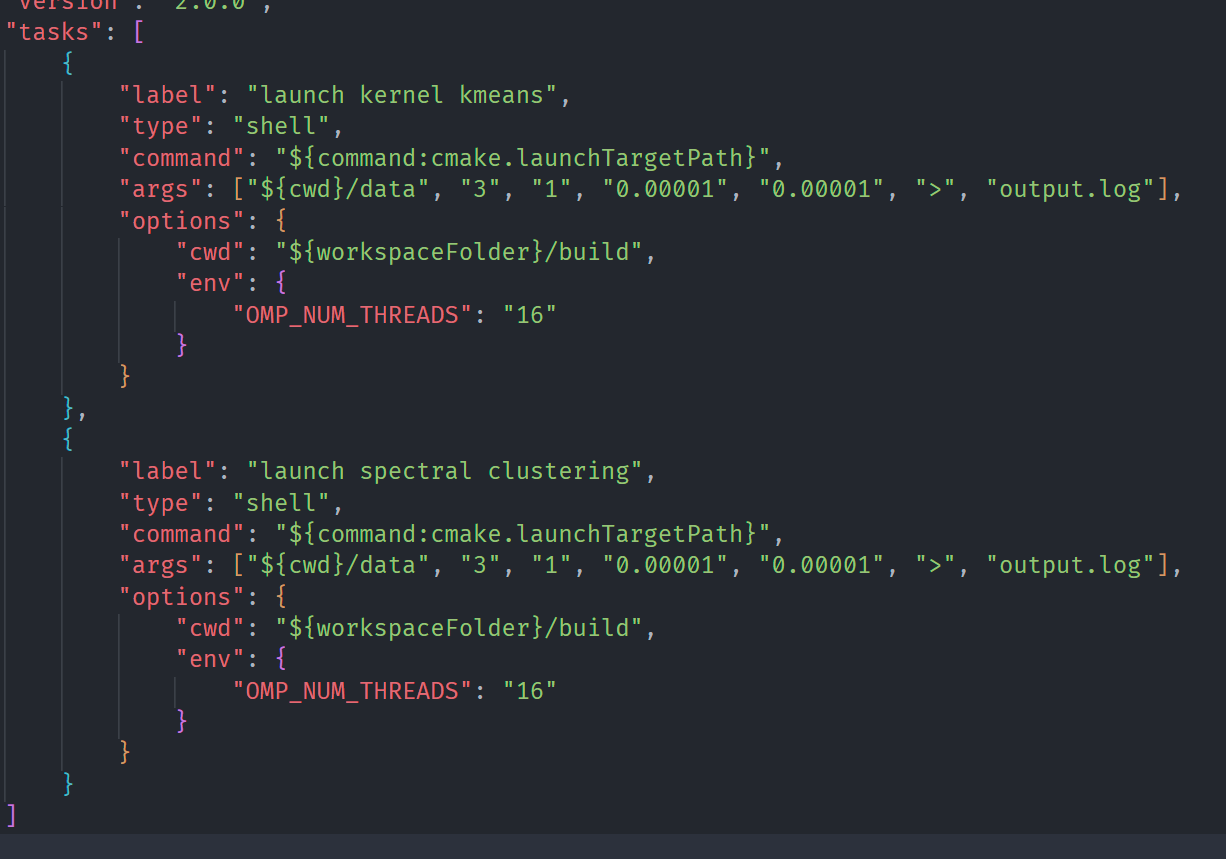 "version": "2.0.0",
"tasks": [
{
"label": "launch kernel kmeans",
"type": "shell",
"command": "${command:cmake.launchTargetPath}",
"args": ["${cwd}/data", "3", "1", "0.00001", "0.00001", ">", "output.log"],
"options": {
"cwd": "${workspaceFolder}/build",
"env": {
"OMP_NUM_THREADS": "16"
}
}
},
{
"label": "launch spectral clustering",
"type": "shell",
"command": "${command:cmake.launchTargetPath}",
"args": ["${cwd}/data", "3", "1", "0.00001", "0.00001", ">", "output.log"],
"options": {
"cwd": "${workspaceFolder}/build",
"env": {
"OMP_NUM_THREADS": "16"
}
}
}
]